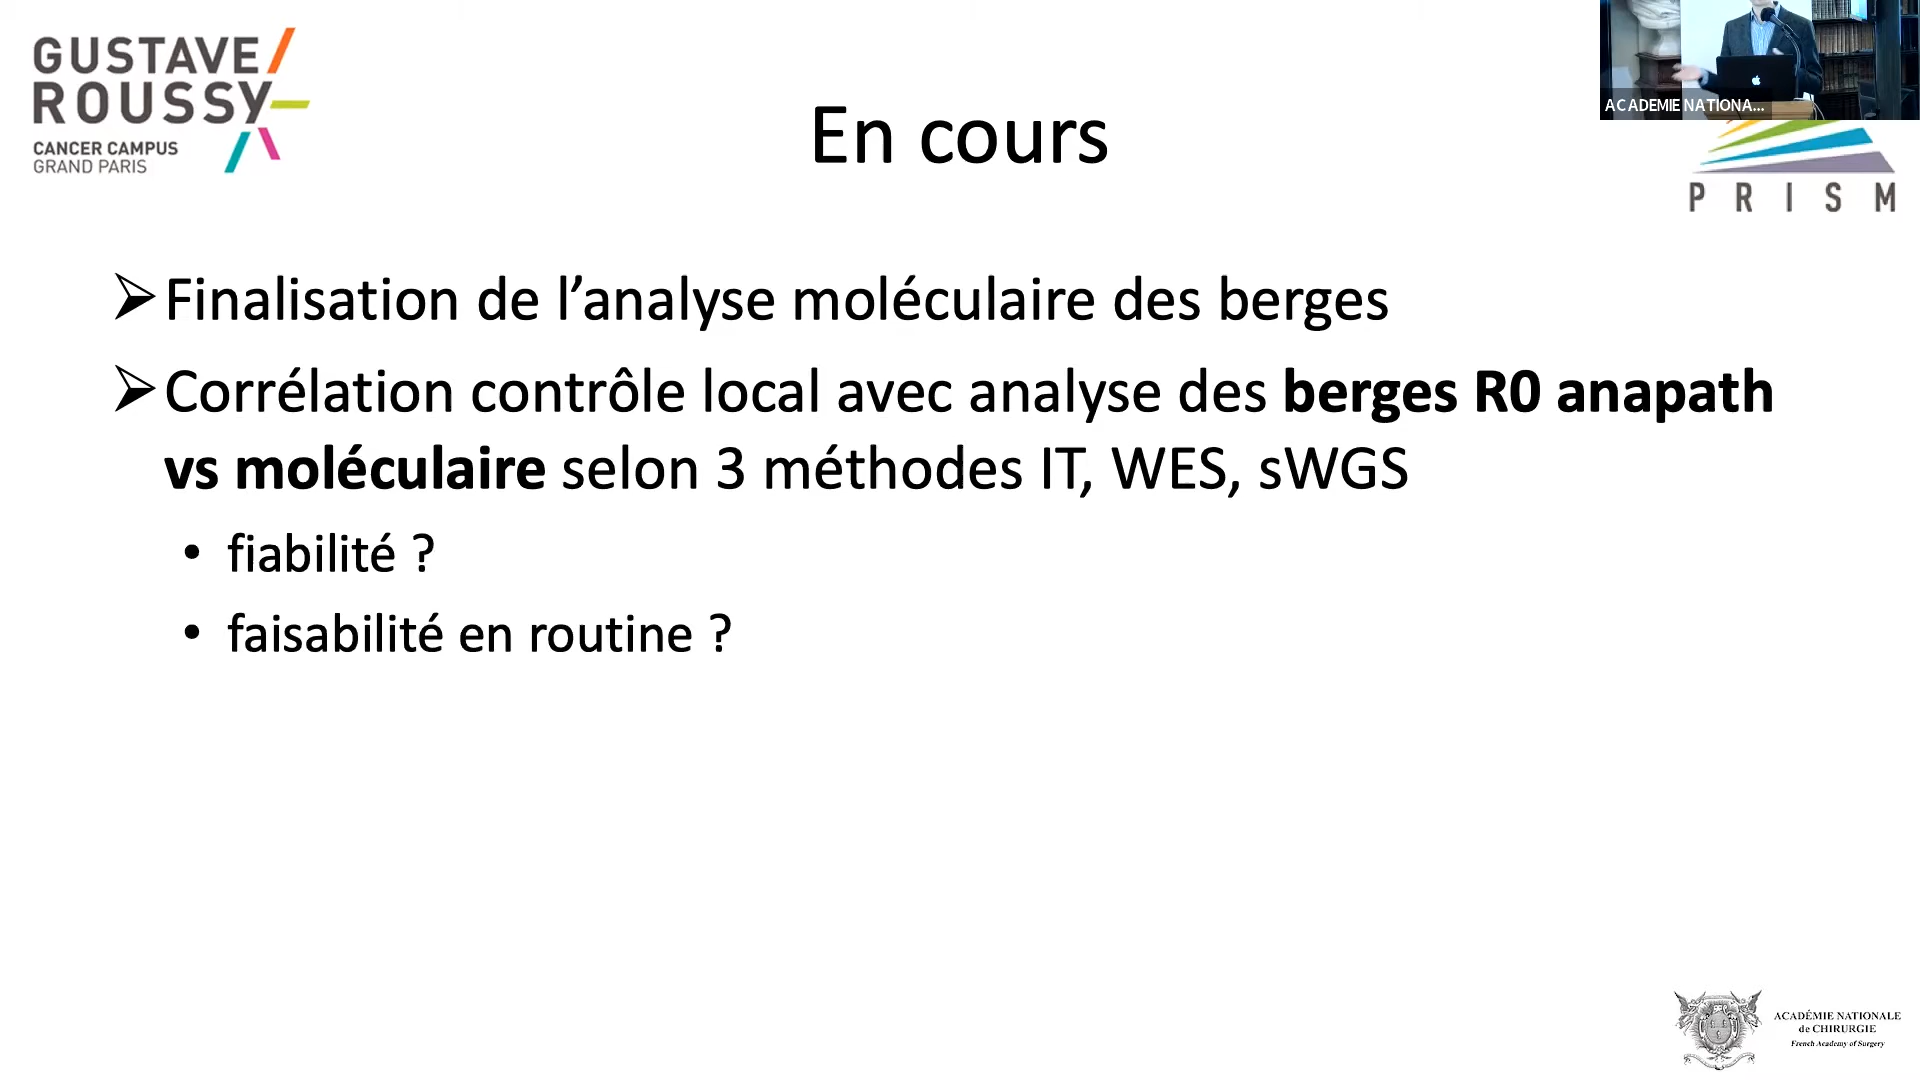 GUSTAVE
ROUSSY
CANCER CAMPUS
GRAND PARIS
ACADEMIE NATIONA...
PRISM
En cours
➢Finalisation de l’analyse moléculaire des berges
➢Corrélation contrôle local avec analyse des berges R0 anapath
vs moléculaire selon 3 méthodes IT, WES, sWGS
• fiabilité ?
• faisabilité en routine ?
ACADÉMIE NATIONALE
de CHIRURGIE
French Academy of Surgery